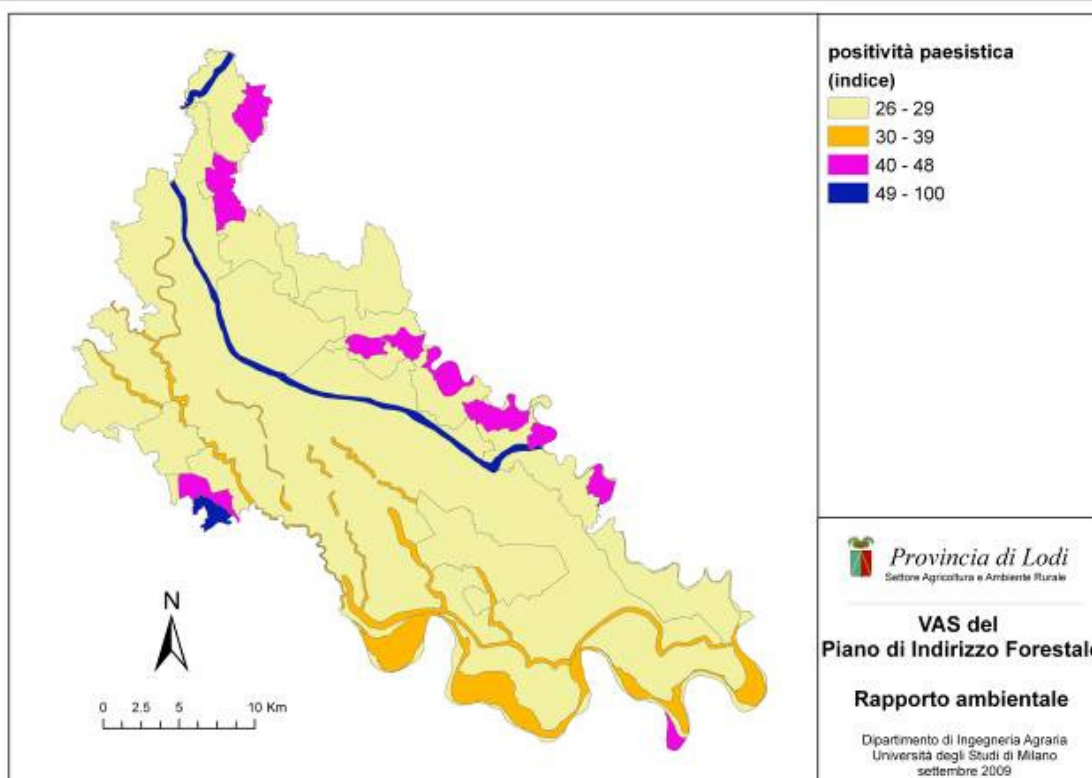 positività paesistica
(indice)
26 - 29
30 - 39
40 - 48
49 - 100
N
0 2.5 5 10 Km
Provincia di Lodi
Settore Agricoltura e Ambiente Rurale
VAS del
Piano di Indirizzo Forestale
Rapporto ambientale
Dipartimento di Ingegneria Agraria
Università degli Studi di Milano
settembre 2009